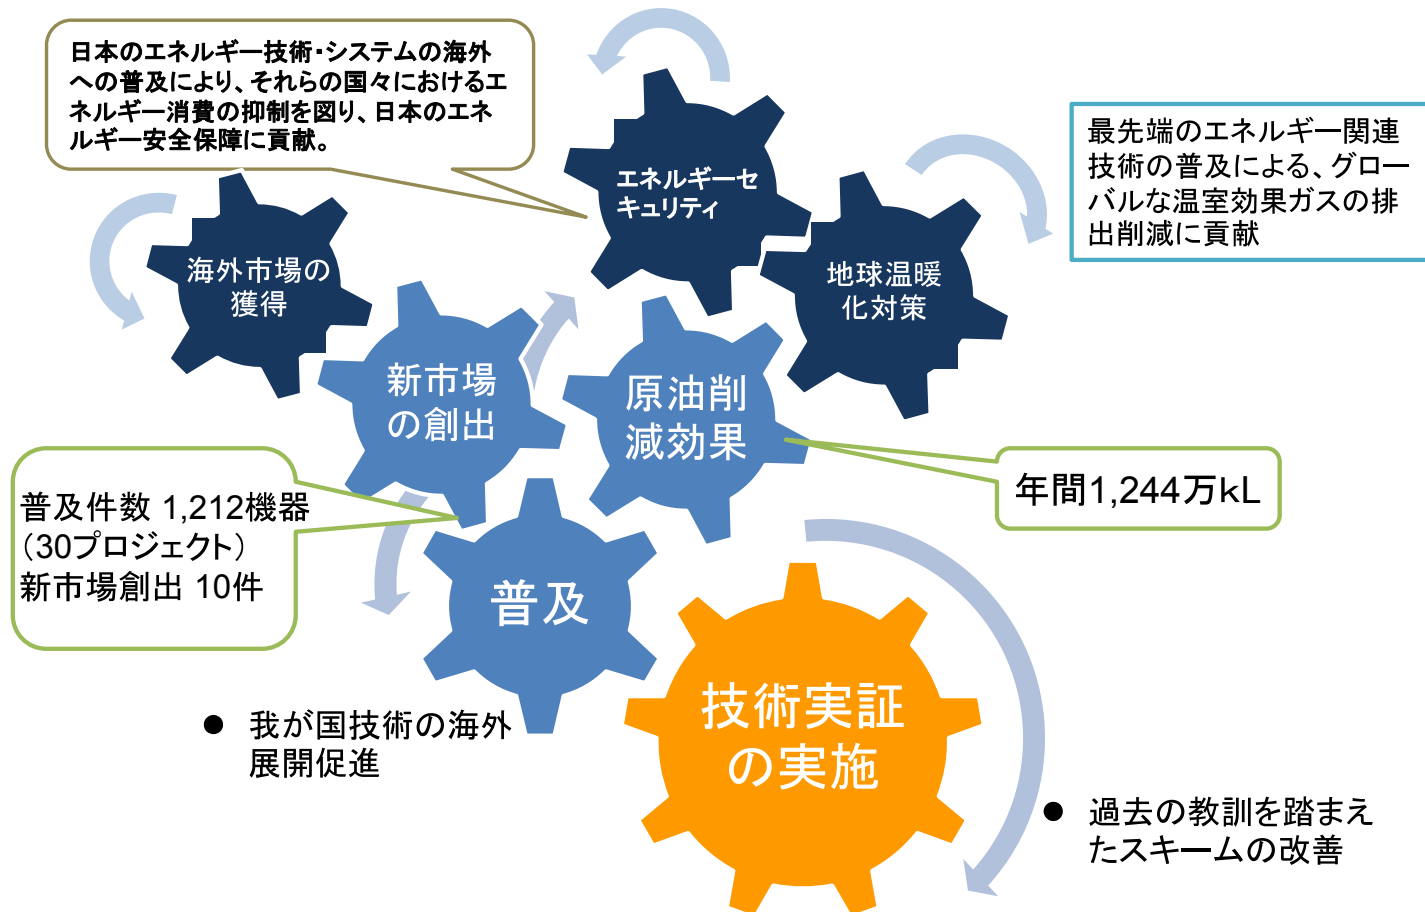 日本のエネルギー技術・システムの海外
への普及により、それらの国々におけるエ
ネルギー消費の抑制を図り、日本のエネ
ルギー安全保障に貢献。
エネルギーセ
キュリティ
最先端のエネルギー関連
技術の普及による、グロー
バルな温室効果ガスの排
出削減に貢献
海外市場の
獲得
地球温暖
化対策
新市場
の創出
原油削
減効果
普及件数 1,212機器
（30プロジェクト）
新市場創出 10件
年間1,244万kL
普及
技術実証
の実施
● 我が国技術の海外
展開促進
● 過去の教訓を踏まえ
たスキームの改善